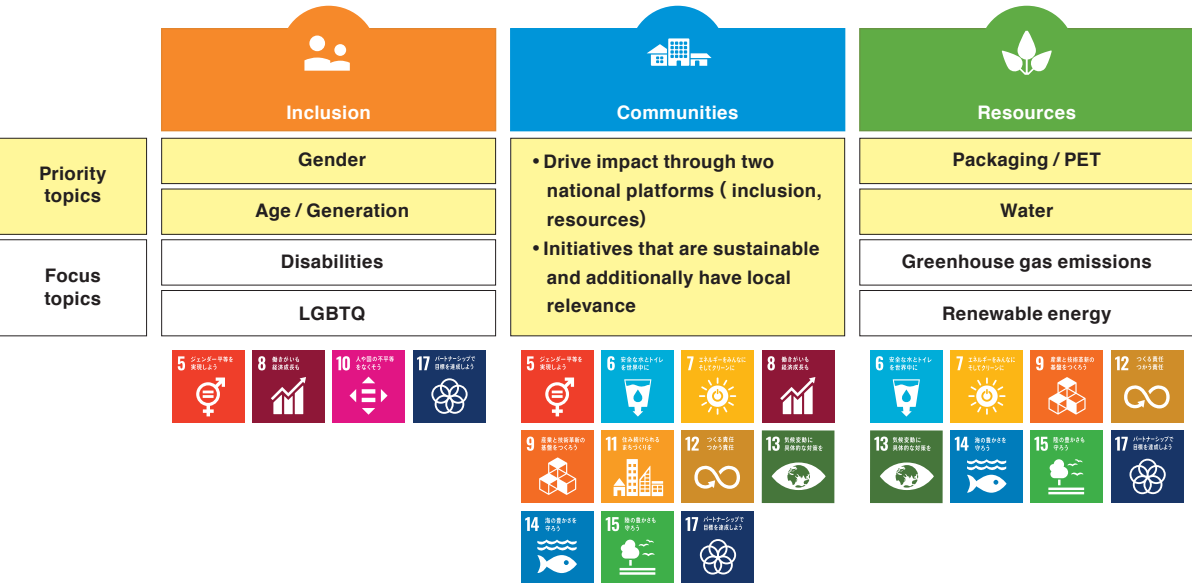 Inclusion
Communities
Resources
Priority
topics
Gender
Age / Generation
• Drive impact through two
national platforms ( inclusion,
resources)
• Initiatives that are sustainable
and additionally have local
relevance
Packaging / PET
Water
Focus
topics
Disabilities
LGBTQ
Greenhouse gas emissions
Renewable energy
5 ジェンダー平等を
実現しよう
8 働きがいも
経済成長も
10 人や国の不平等
をなくそう
17 パートナーシップで
目標を達成しよう
5 ジェンダー平等を
実現しよう
6 安全な水とトイレ
を世界中に
7 エネルギーをみんなに
そしてクリーンに
8 働きがいも
経済成長も
9 産業と技術革新の
基盤をつくろう
11 住み続けられる
まちづくりを
12 つくる責任
つかう責任
13 気候変動に
具体的な対策を
14 海の豊かさを
守ろう
15 陸の豊かさも
守ろう
17 パートナーシップで
目標を達成しよう
6 安全な水とトイレ
を世界中に
7 エネルギーをみんなに
そしてクリーンに
9 産業と技術革新の
基盤をつくろう
12 つくる責任
つかう責任
13 気候変動に
具体的な対策を
14 海の豊かさを
守ろう
15 陸の豊かさも
守ろう
17 パートナーシップで
目標を達成しよう